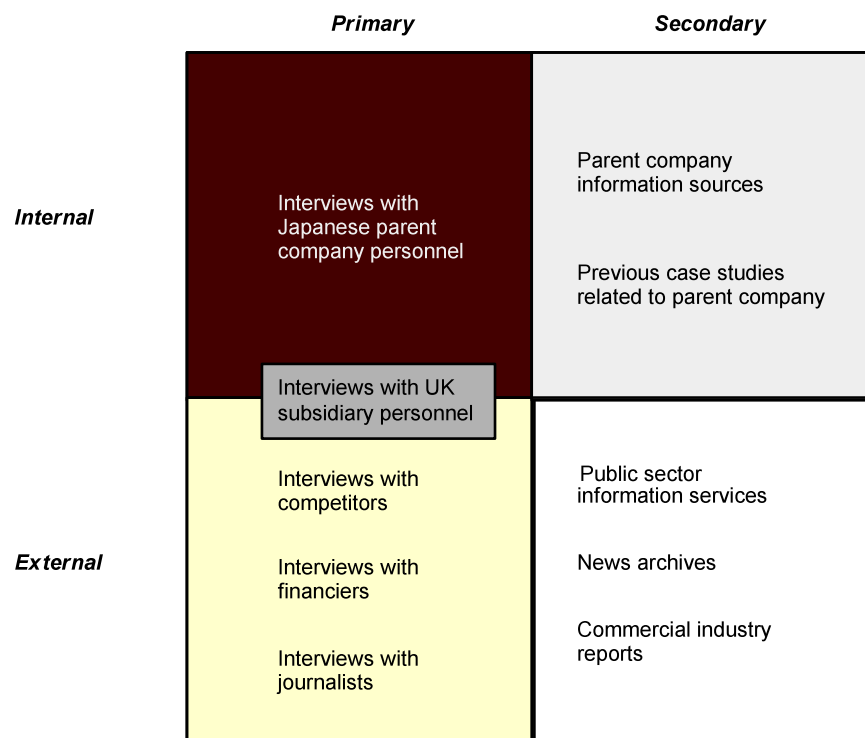 Primary
Secondary
Internal
Interviews with
Japanese parent
company personnel
Parent company
information sources
Previous case studies
related to parent company
Interviews with UK
subsidiary personnel
External
Interviews with
competitors
Interviews with
financiers
Interviews with
journalists
Public sector
information services
News archives
Commercial industry
reports